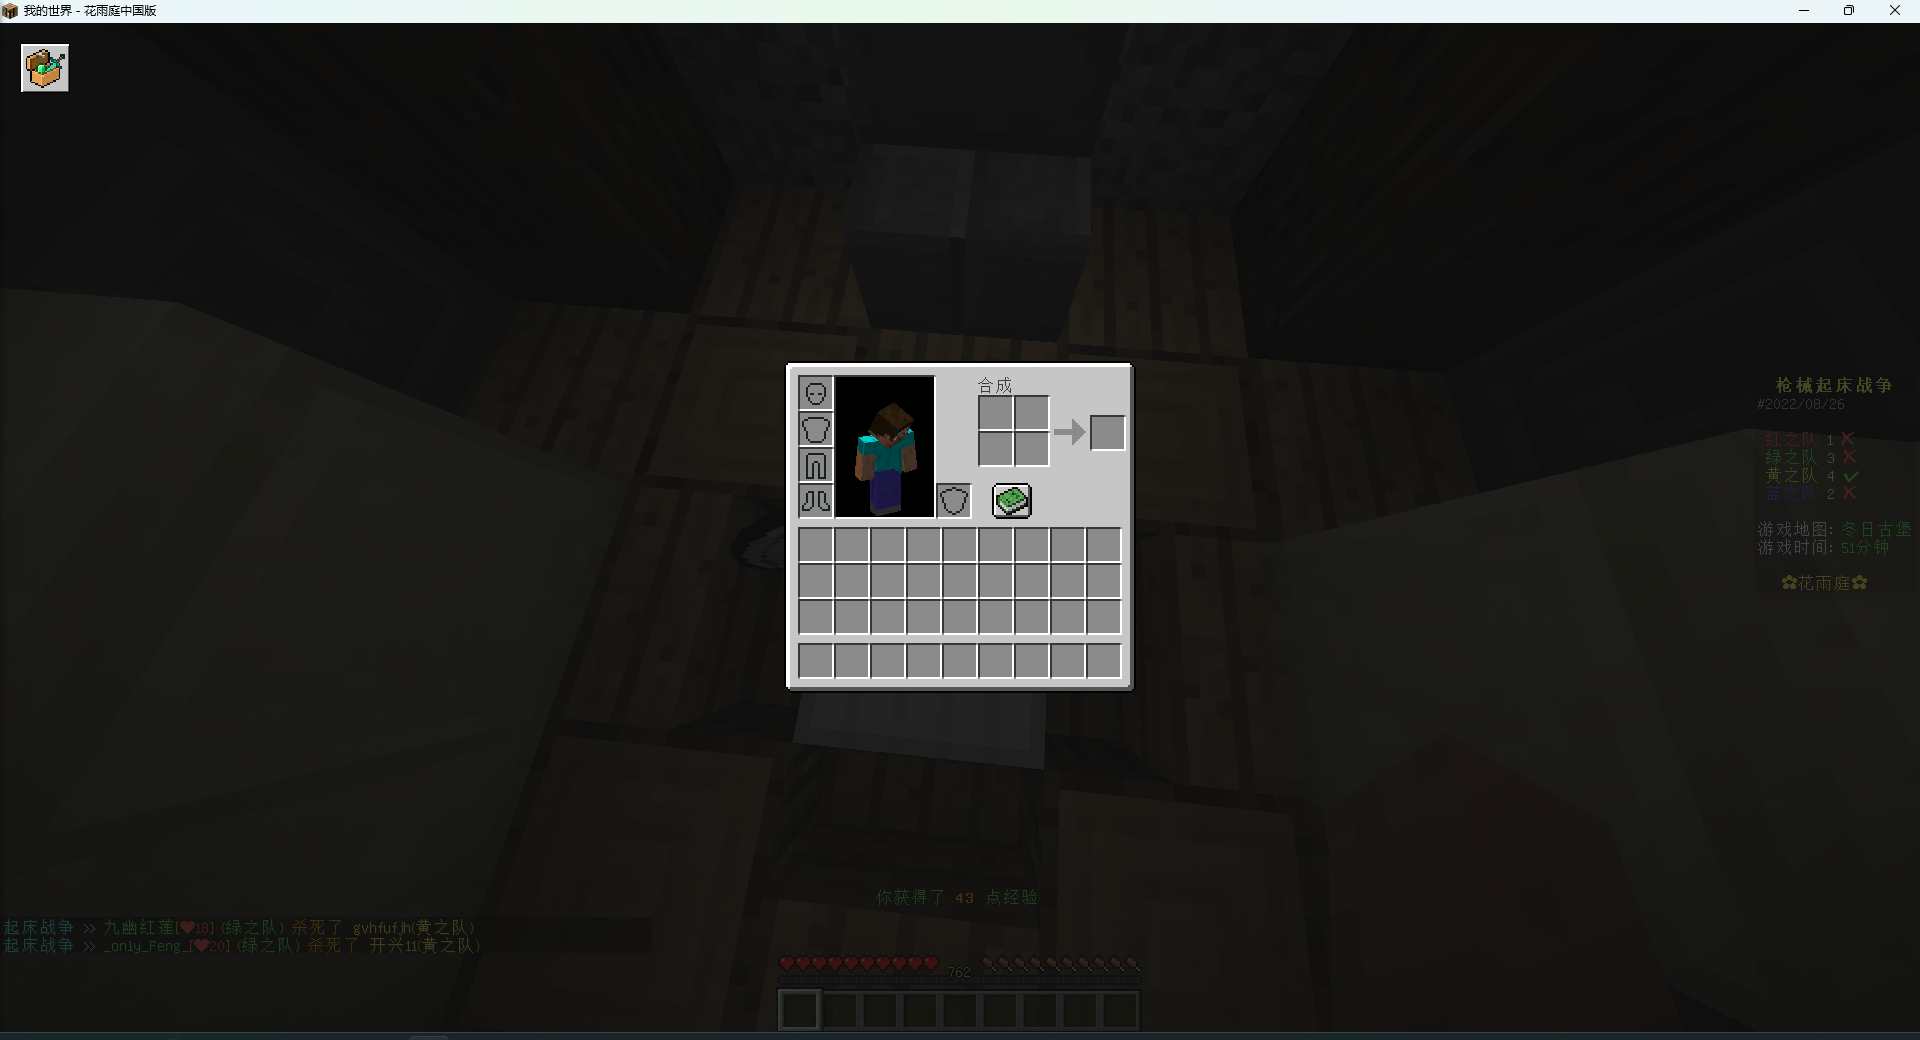 我的世界 - 花雨庭中国版
合成
枪械起床战争
#2022/08/26
红之队 1 ✗
绿之队 3 ✗
黄之队 4 ✓
蓝之队 2 ✗
游戏地图: 冬日古堡
游戏时间: 51分钟
✿花雨庭✿
你获得了 43 点经验
起床战争 >> 九幽红莲[❤18] (绿之队) 杀死了 gvhfufjh(黄之队)
起床战争 >> _only_Feng_[❤20] (绿之队) 杀死了 开兴11(黄之队)
762